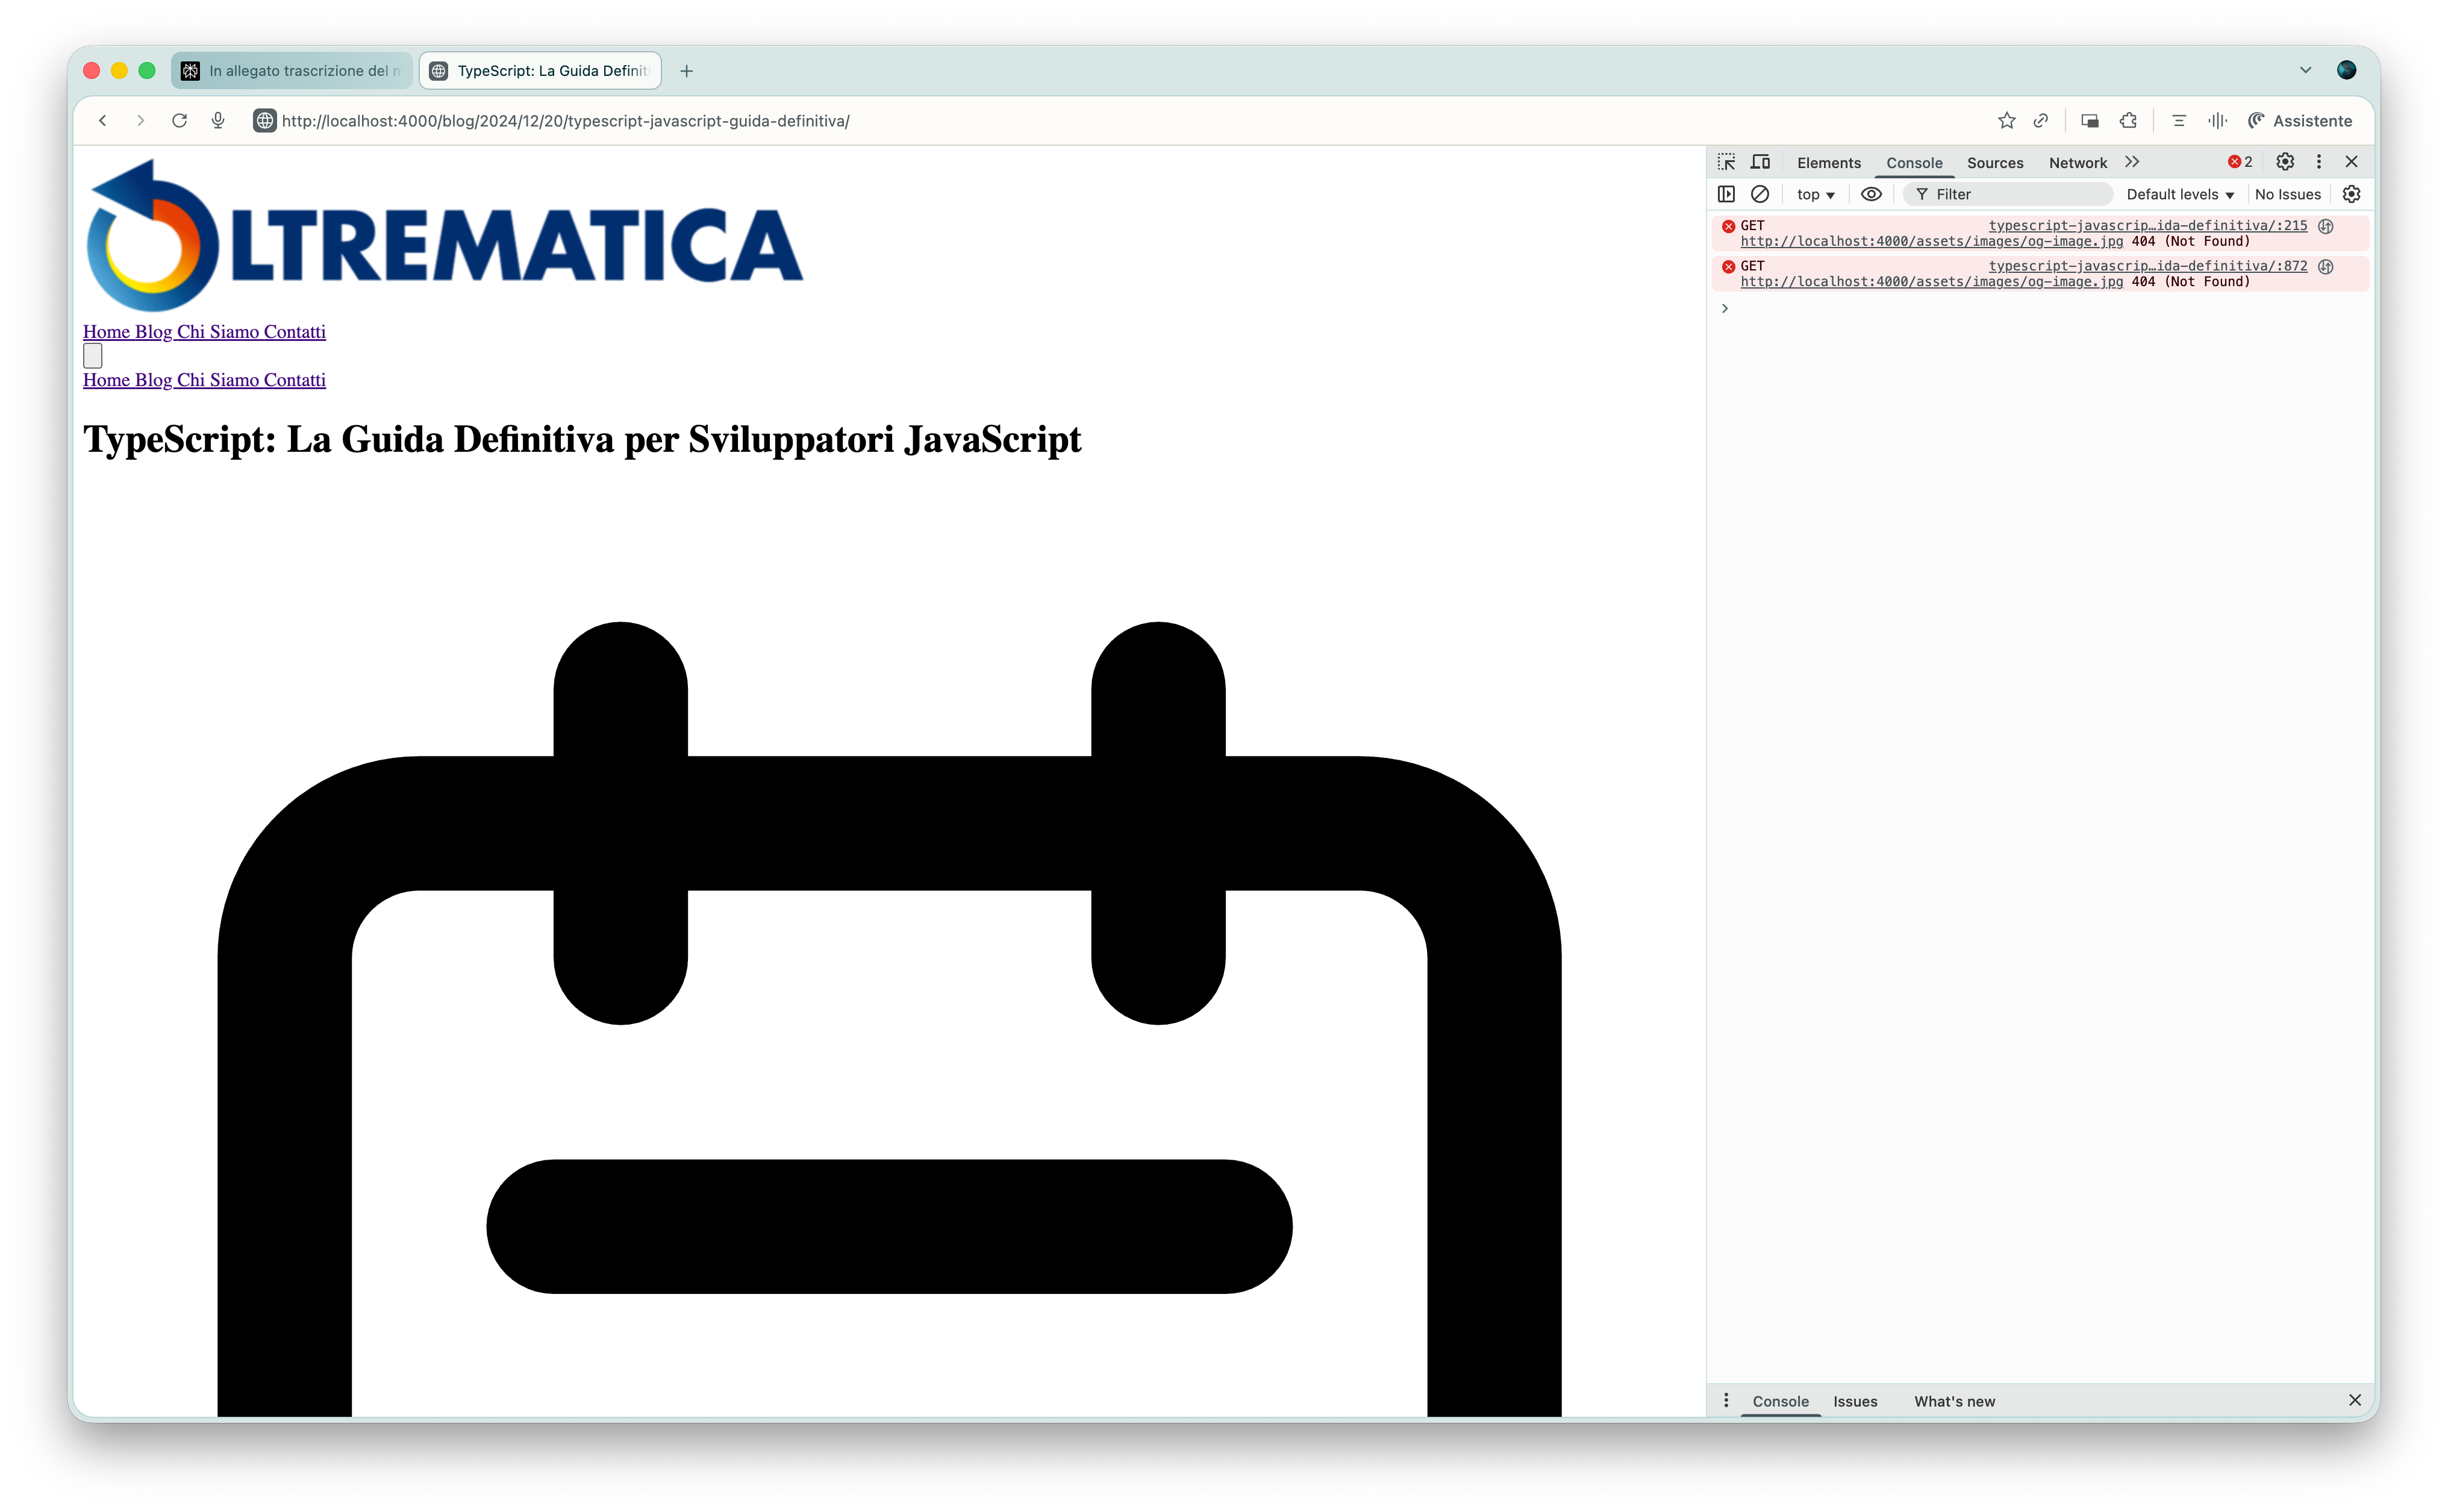 In allegato trascrizione del m
TypeScript: La Guida Definiti
http://localhost:4000/blog/2024/12/20/typescript-javascript-guida-definitiva/
Assistente
OLTREMATICA
Home Blog Chi Siamo Contatti
Home Blog Chi Siamo Contatti
TypeScript: La Guida Definitiva per Sviluppatori JavaScript
Elements Console Sources Network 2
top Filter Default levels No Issues
GET typescript-javascrip…ida-definitiva/:215
http://localhost:4000/assets/images/og-image.jpg 404 (Not Found)
GET typescript-javascrip…ida-definitiva/:872
http://localhost:4000/assets/images/og-image.jpg 404 (Not Found)
Console Issues What's new